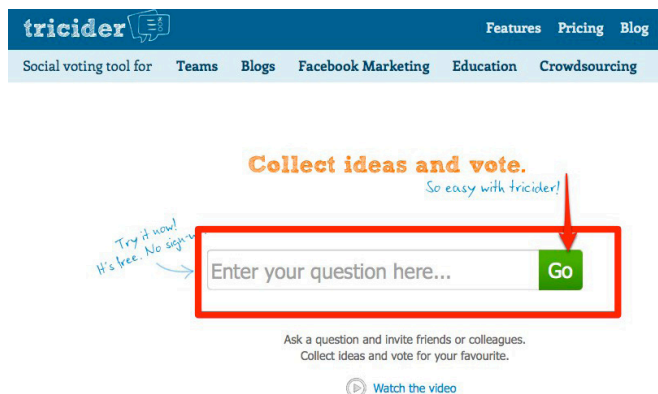 tricider
Features Pricing Blog
Social voting tool for Teams Blogs Facebook Marketing Education Crowdsourcing
Collect ideas and vote.
So easy with tricider!
Try it now!
It's free. No sign-
Enter your question here...
Go
Ask a question and invite friends or colleagues.
Collect ideas and vote for your favourite.
Watch the video